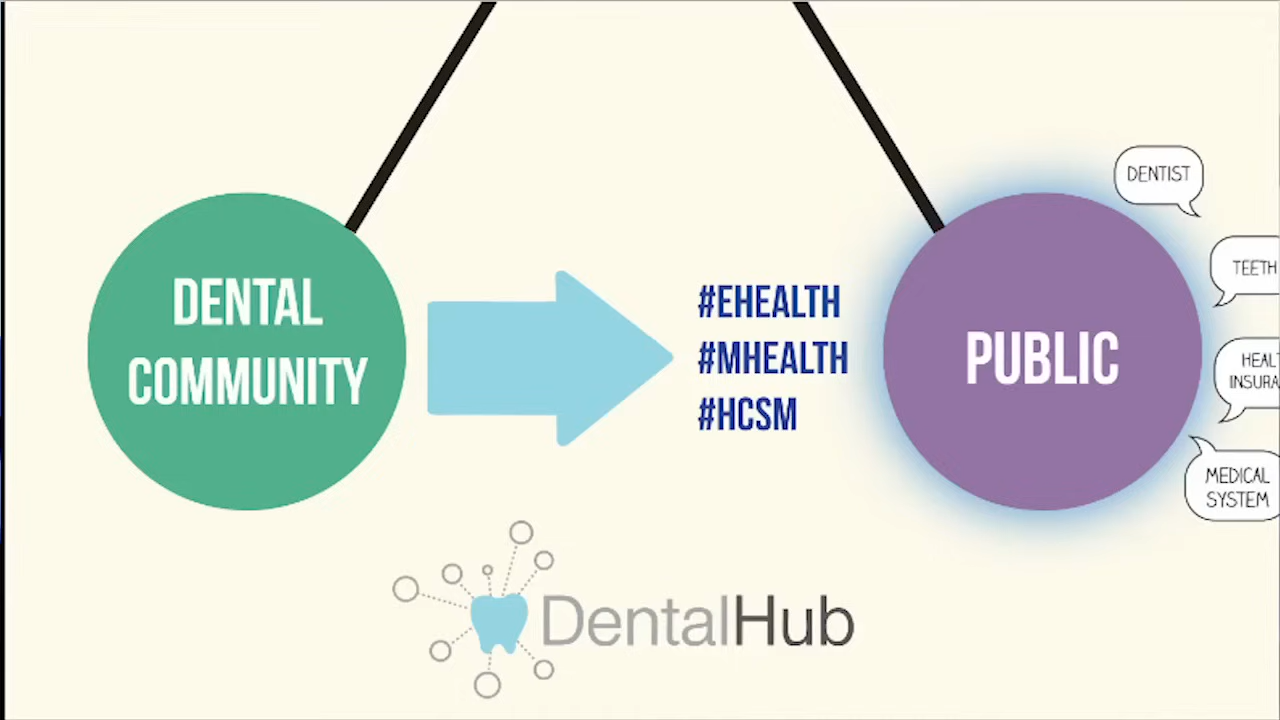 DENTAL
COMMUNITY
#EHEALTH
#MHEALTH
#HCSM
PUBLIC
DENTIST
TEETH
MEDICAL
SYSTEM
DentalHub